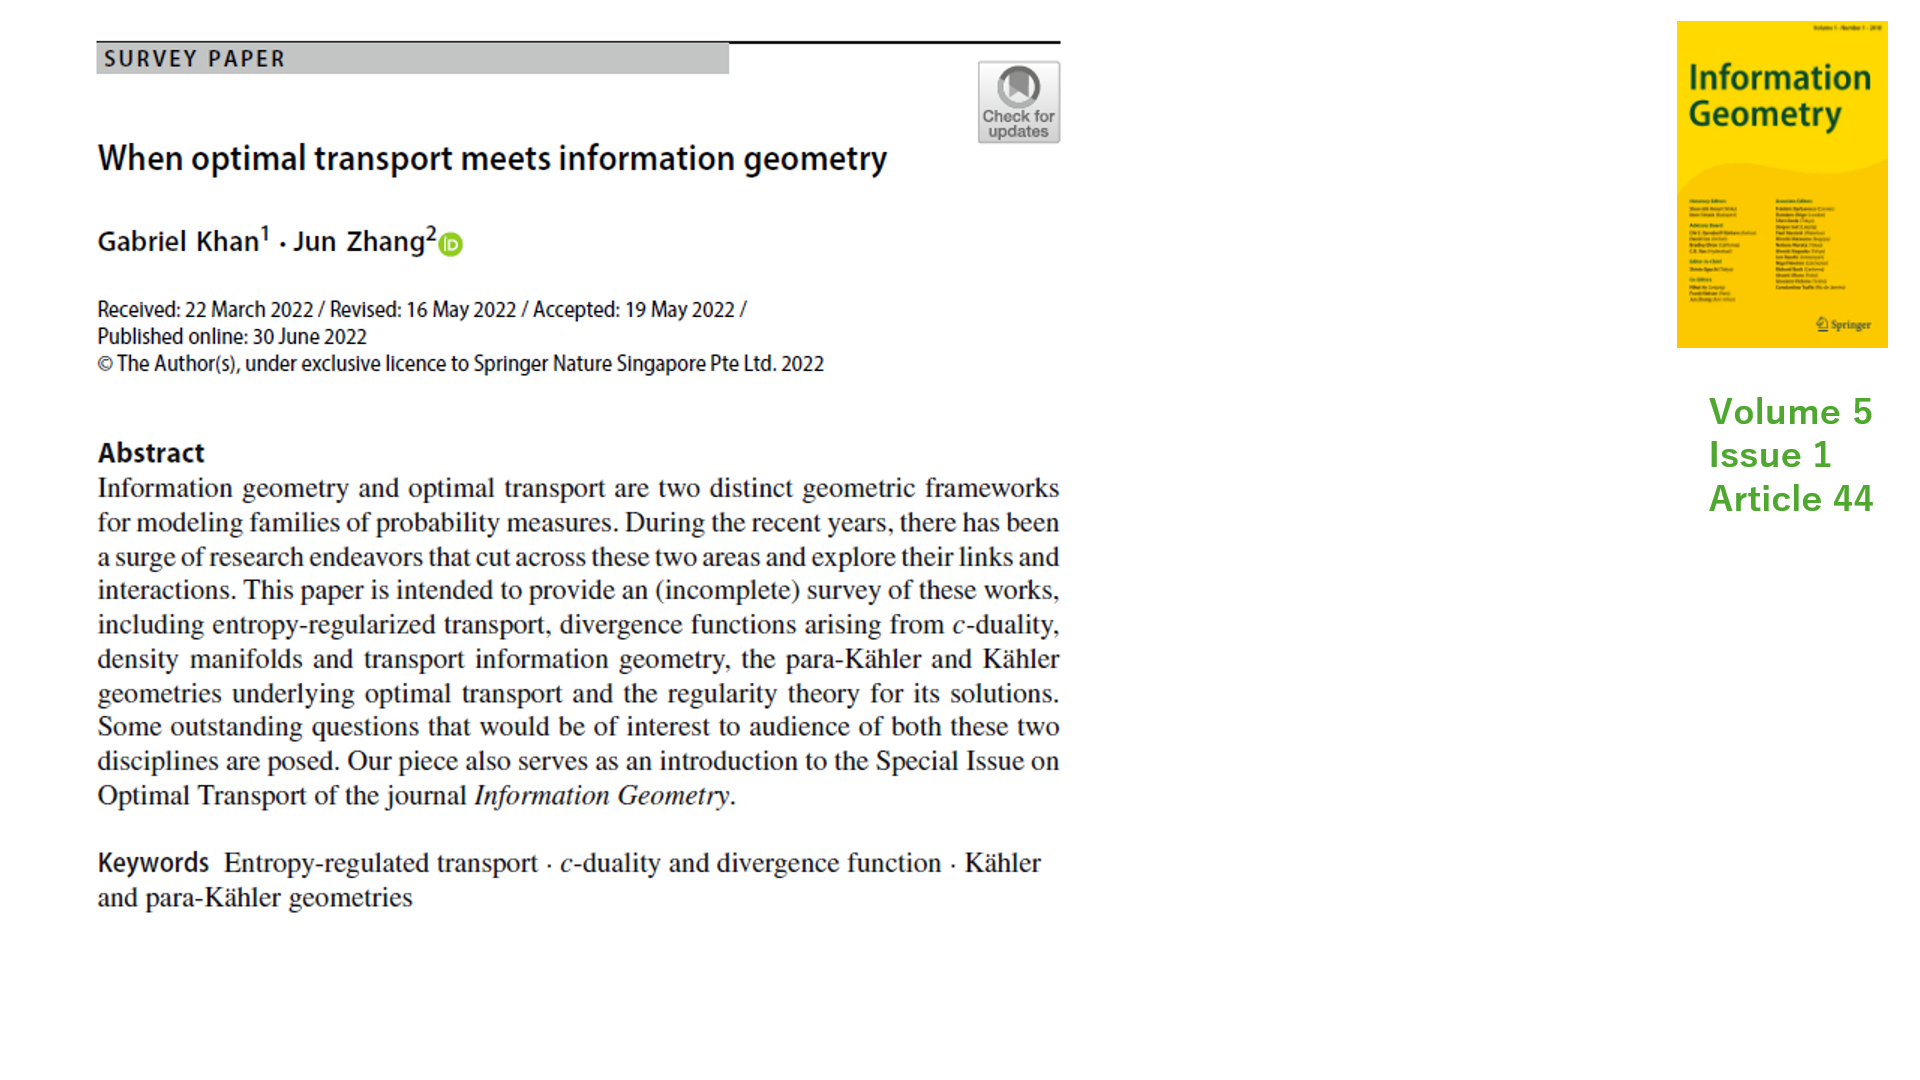 SURVEY PAPER
Check for
updates
When optimal transport meets information geometry
Gabriel Khan1 · Jun Zhang2
Received: 22 March 2022 / Revised: 16 May 2022 / Accepted: 19 May 2022 /
Published online: 30 June 2022
© The Author(s), under exclusive licence to Springer Nature Singapore Pte Ltd. 2022
Abstract
Information geometry and optimal transport are two distinct geometric frameworks
for modeling families of probability measures. During the recent years, there has been
a surge of research endeavors that cut across these two areas and explore their links and
interactions. This paper is intended to provide an (incomplete) survey of these works,
including entropy-regularized transport, divergence functions arising from c-duality,
density manifolds and transport information geometry, the para-Kähler and Kähler
geometries underlying optimal transport and the regularity theory for its solutions.
Some outstanding questions that would be of interest to audience of both these two
disciplines are posed. Our piece also serves as an introduction to the Special Issue on
Optimal Transport of the journal Information Geometry.
Keywords Entropy-regulated transport · c-duality and divergence function · Kähler
and para-Kähler geometries
Information
Geometry
Springer
Volume 5
Issue 1
Article 44